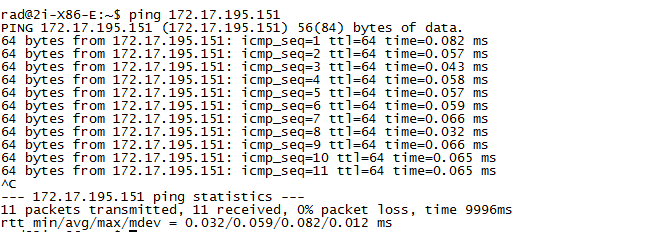 rad@2i-X86-E:~$ ping 172.17.195.151
PING 172.17.195.151 (172.17.195.151) 56(84) bytes of data.
64 bytes from 172.17.195.151: icmp_seq=1 ttl=64 time=0.082 ms
64 bytes from 172.17.195.151: icmp_seq=2 ttl=64 time=0.057 ms
64 bytes from 172.17.195.151: icmp_seq=3 ttl=64 time=0.043 ms
64 bytes from 172.17.195.151: icmp_seq=4 ttl=64 time=0.058 ms
64 bytes from 172.17.195.151: icmp_seq=5 ttl=64 time=0.057 ms
64 bytes from 172.17.195.151: icmp_seq=6 ttl=64 time=0.059 ms
64 bytes from 172.17.195.151: icmp_seq=7 ttl=64 time=0.066 ms
64 bytes from 172.17.195.151: icmp_seq=8 ttl=64 time=0.032 ms
64 bytes from 172.17.195.151: icmp_seq=9 ttl=64 time=0.066 ms
64 bytes from 172.17.195.151: icmp_seq=10 ttl=64 time=0.065 ms
64 bytes from 172.17.195.151: icmp_seq=11 ttl=64 time=0.065 ms
^C
--- 172.17.195.151 ping statistics ---
11 packets transmitted, 11 received, 0% packet loss, time 9996ms
rtt min/avg/max/mdev = 0.032/0.059/0.082/0.012 ms